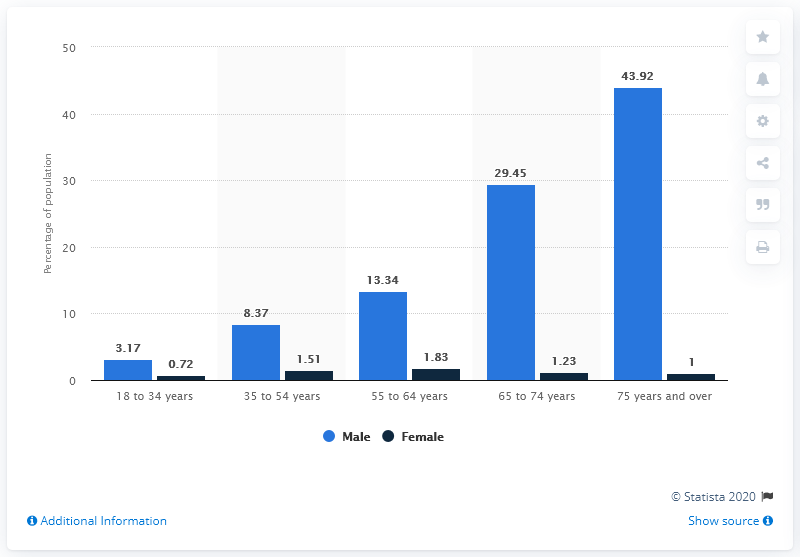 50
40
30
20
10
0
Percentage of population
3.17
0.72
8.37
1.51
13.34
1.83
29.45
1.23
43.92
1
18 to 34 years
35 to 54 years
55 to 64 years
65 to 74 years
75 years and over
Male
Female
© Statista 2020
Additional Information
Show source